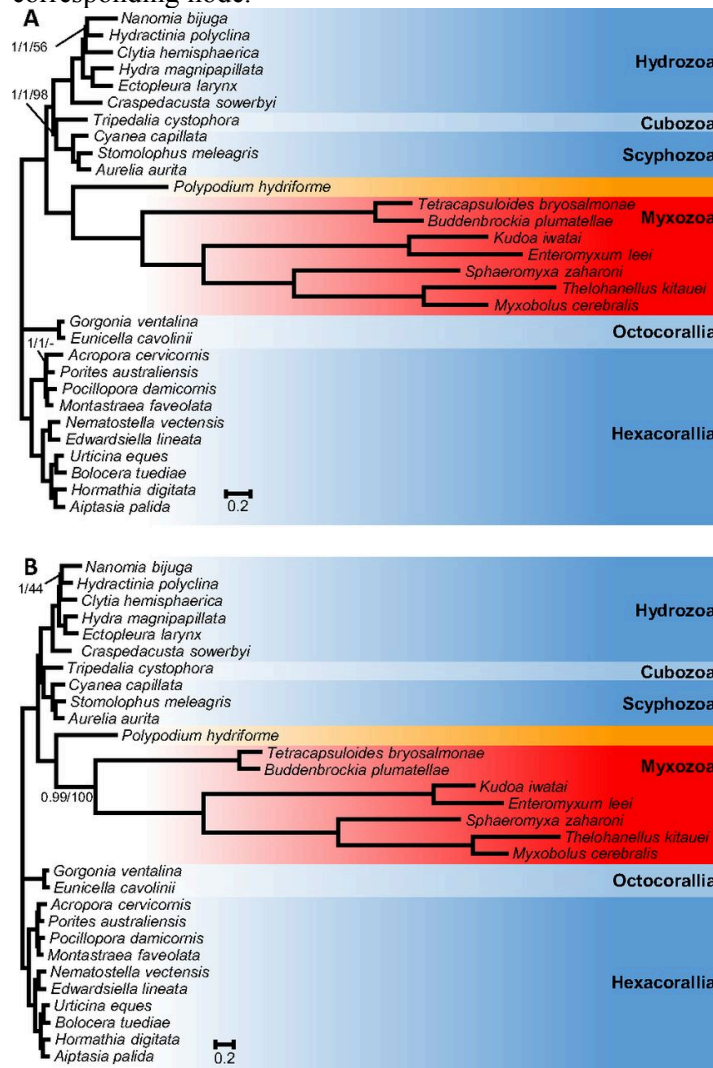 corresponding node.
A
Nanomia bijuga
1/1/56
Hydractinia polyclina
Clytia hemisphaerica
Hydrozoa
Hydra magnipapillata
Ectopleura larynx
1/1/98
Craspedacusta sowerbyi
Tripedalia cystophora
Cubozoa
Cyanea capillata
Stomolophus meleagris
Scyphozoa
Aurelia aurita
Polypodium hydriforme
Tetracapsuloides bryosalmonae
Myxozoa
Buddenbrockia plumatellae
Kudoa iwatai
Enteromyxum leei
Sphaeromyxa zaharoni
Thelohanellus kitauei
Myxobolus cerebralis
Gorgonia ventalina
Octocorallia
Eunicella cavolinii
1/1/-
Acropora cervicornis
Porites australiensis
Pocillopora damicornis
Montastraea faveolata
Nematostella vectensis
Hexacorallia
Edwardsiella lineata
Urticina eques
Bolocera tuediae
Hormathia digitata
0.2
Aiptasia palida
B
Nanomia bijuga
1/44
Hydractinia polyclina
Clytia hemisphaerica
Hydrozoa
Hydra magnipapillata
Ectopleura larynx
Craspedacusta sowerbyi
Tripedalia cystophora
Cubozoa
Cyanea capillata
Stomolophus meleagris
Scyphozoa
Aurelia aurita
Polypodium hydriforme
Tetracapsuloides bryosalmonae
Myxozoa
Buddenbrockia plumatellae
Kudoa iwatai
0.99/100
Enteromyxum leei
Sphaeromyxa zaharoni
Thelohanellus kitauei
Myxobolus cerebralis
Gorgonia ventalina
Octocorallia
Eunicella cavolinii
Acropora cervicornis
Porites australiensis
Pocillopora damicornis
Montastraea faveolata
Nematostella vectensis
Hexacorallia
Edwardsiella lineata
Urticina eques
Bolocera tuediae
Hormathia digitata
0.2
Aiptasia palida